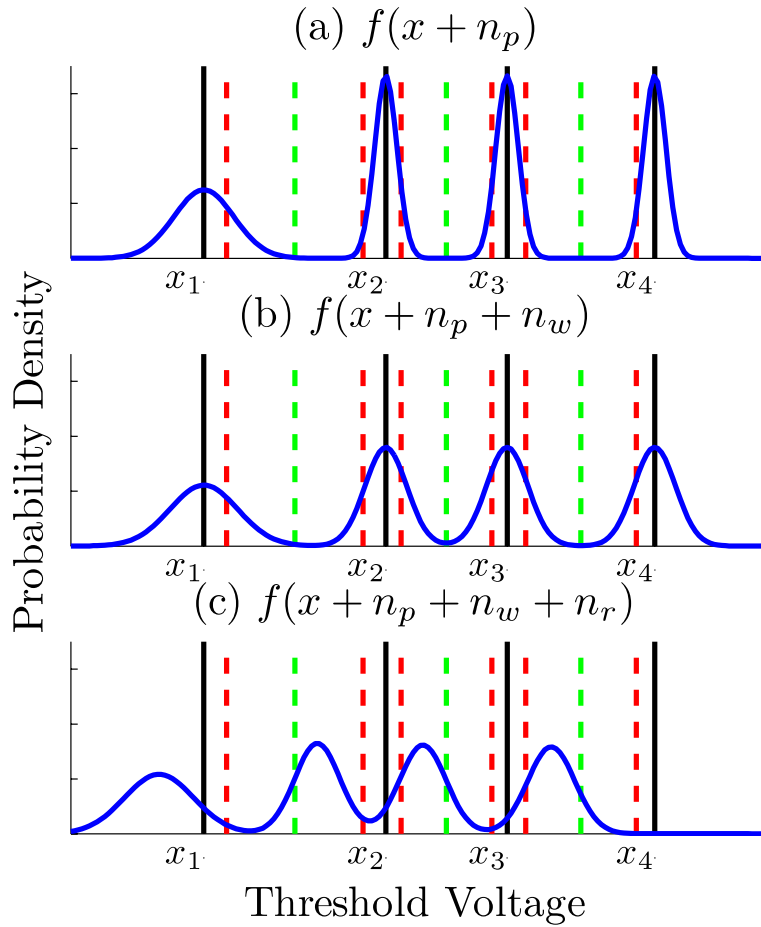 (a) f(x + n_p)
x_1 x_2 x_3 x_4
(b) f(x + n_p + n_w)
x_1 x_2 x_3 x_4
(c) f(x + n_p + n_w + n_r)
x_1 x_2 x_3 x_4
Threshold Voltage
Probability Density